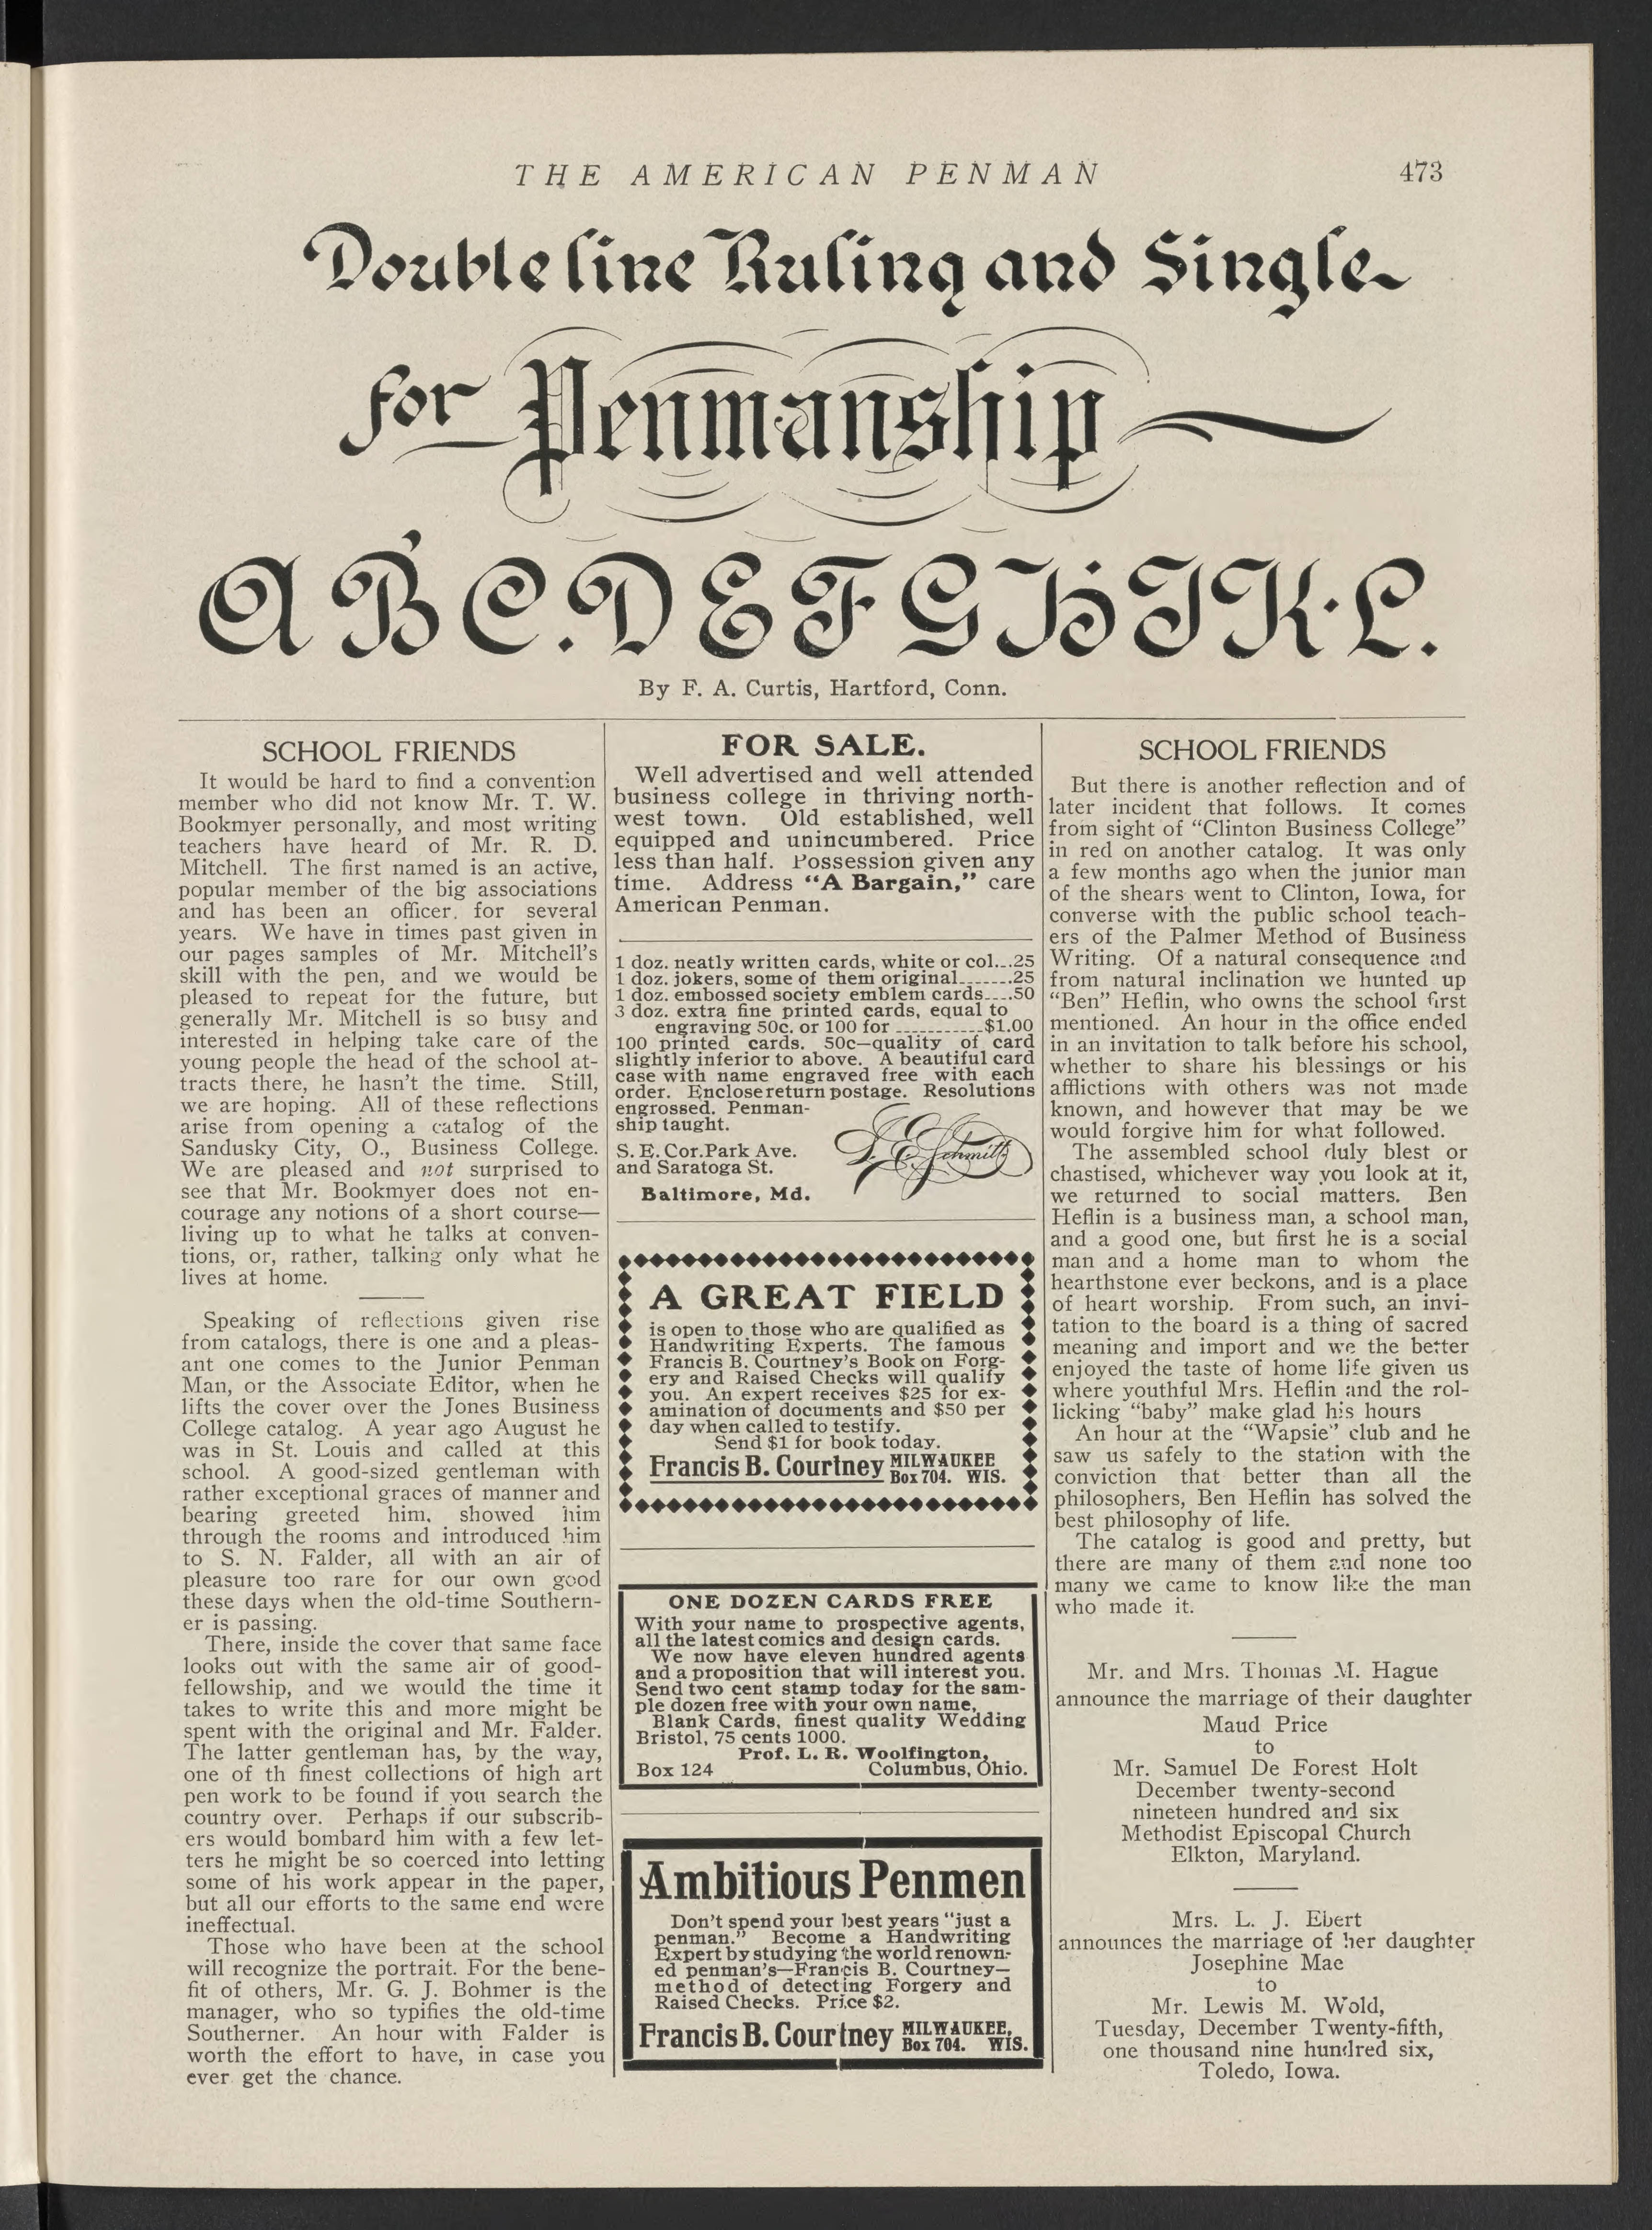 THE AMERICAN PENMAN 473
Double line Ruling and Single
for Penmanship
A B C. D E F G H I K. L.
By F. A. Curtis, Hartford, Conn.
SCHOOL FRIENDS
It would be hard to find a convention
member who did not know Mr. T. W.
Bookmyer personally, and most writing
teachers have heard of Mr. R. D.
Mitchell. The first named is an active,
popular member of the big associations
and has been an officer, for several
years. We have in times past given in
our pages samples of Mr. Mitchell's
skill with the pen, and we would be
pleased to repeat for the future, but
generally Mr. Mitchell is so busy and
interested in helping take care of the
young people the head of the school at-
tracts there, he hasn't the time. Still,
we are hoping. All of these reflections
arise from opening a catalog of the
Sandusky City, O., Business College.
We are pleased and not surprised to
see that Mr. Bookmyer does not en-
courage any notions of a short course—
living up to what he talks at conven-
tions, or, rather, talking only what he
lives at home.
Speaking of reflections given rise
from catalogs, there is one and a pleas-
ant one comes to the Junior Penman
Man, or the Associate Editor, when he
lifts the cover over the Jones Business
College catalog. A year ago August he
was in St. Louis and called at this
school. A good-sized gentleman with
rather exceptional graces of manner and
bearing greeted him, showed him
through the rooms and introduced him
to S. N. Falder, all with an air of
pleasure too rare for our own good
these days when the old-time Southern-
er is passing.
There, inside the cover that same face
looks out with the same air of good-
fellowship, and we would the time it
takes to write this and more might be
spent with the original and Mr. Falder.
The latter gentleman has, by the way,
one of th finest collections of high art
pen work to be found if you search the
country over. Perhaps if our subscrib-
ers would bombard him with a few let-
ters he might be so coerced into letting
some of his work appear in the paper,
but all our efforts to the same end were
ineffectual.
Those who have been at the school
will recognize the portrait. For the bene-
fit of others, Mr. G. J. Bohmer is the
manager, who so typifies the old-time
Southerner. An hour with Falder is
worth the effort to have, in case you
ever get the chance.
FOR SALE.
Well advertised and well attended
business college in thriving north-
west town. Old established, well
equipped and unincumbered. Price
less than half. Possession given any
time. Address "A Bargain," care
American Penman.
1 doz. neatly written cards, white or col...25
1 doz. jokers, some of them original.......25
1 doz. embossed society emblem cards....50
3 doz. extra fine printed cards, equal to
engraving 50c. or 100 for ...........$1.00
100 printed cards. 50c—quality of card
slightly inferior to above. A beautiful card
case with name engraved free with each
order. Enclose return postage. Resolutions
engrossed. Penman-
ship taught.
S. E. Cor. Park Ave.
and Saratoga St.
Baltimore, Md.
Schmitt
A GREAT FIELD
is open to those who are qualified as
Handwriting Experts. The famous
Francis B. Courtney's Book on Forg-
ery and Raised Checks will qualify
you. An expert receives $25 for ex-
amination of documents and $50 per
day when called to testify.
Send $1 for book today.
Francis B. Courtney MILWAUKEE
Box 704. WIS.
ONE DOZEN CARDS FREE
With your name to prospective agents,
all the latest comics and design cards.
We now have eleven hundred agents
and a proposition that will interest you.
Send two cent stamp today for the sam-
ple dozen free with your own name,
Blank Cards, finest quality Wedding
Bristol, 75 cents 1000.
Prof. L. R. Woolfington,
Box 124 Columbus, Ohio.
Ambitious Penmen
Don't spend your best years "just a
penman." Become a Handwriting
Expert by studying the world renown-
ed penman's—Francis B. Courtney—
method of detecting Forgery and
Raised Checks. Price $2.
Francis B. Courtney MILWAUKEE,
Box 704. WIS.
SCHOOL FRIENDS
But there is another reflection and of
later incident that follows. It comes
from sight of "Clinton Business College"
in red on another catalog. It was only
a few months ago when the junior man
of the shears went to Clinton, Iowa, for
converse with the public school teach-
ers of the Palmer Method of Business
Writing. Of a natural consequence and
from natural inclination we hunted up
"Ben" Heflin, who owns the school first
mentioned. An hour in the office ended
in an invitation to talk before his school,
whether to share his blessings or his
afflictions with others was not made
known, and however that may be we
would forgive him for what followed.
The assembled school duly blest or
chastised, whichever way you look at it,
we returned to social matters. Ben
Heflin is a business man, a school man,
and a good one, but first he is a social
man and a home man to whom the
hearthstone ever beckons, and is a place
of heart worship. From such, an invi-
tation to the board is a thing of sacred
meaning and import and we the better
enjoyed the taste of home life given us
where youthful Mrs. Heflin and the rol-
licking "baby" make glad his hours
An hour at the "Wapsie" club and he
saw us safely to the station with the
conviction that better than all the
philosophers, Ben Heflin has solved the
best philosophy of life.
The catalog is good and pretty, but
there are many of them and none too
many we came to know like the man
who made it.
Mr. and Mrs. Thomas M. Hague
announce the marriage of their daughter
Maud Price
to
Mr. Samuel De Forest Holt
December twenty-second
nineteen hundred and six
Methodist Episcopal Church
Elkton, Maryland.
Mrs. L. J. Ebert
announces the marriage of her daughter
Josephine Mae
to
Mr. Lewis M. Wold,
Tuesday, December Twenty-fifth,
one thousand nine hundred six,
Toledo, Iowa.